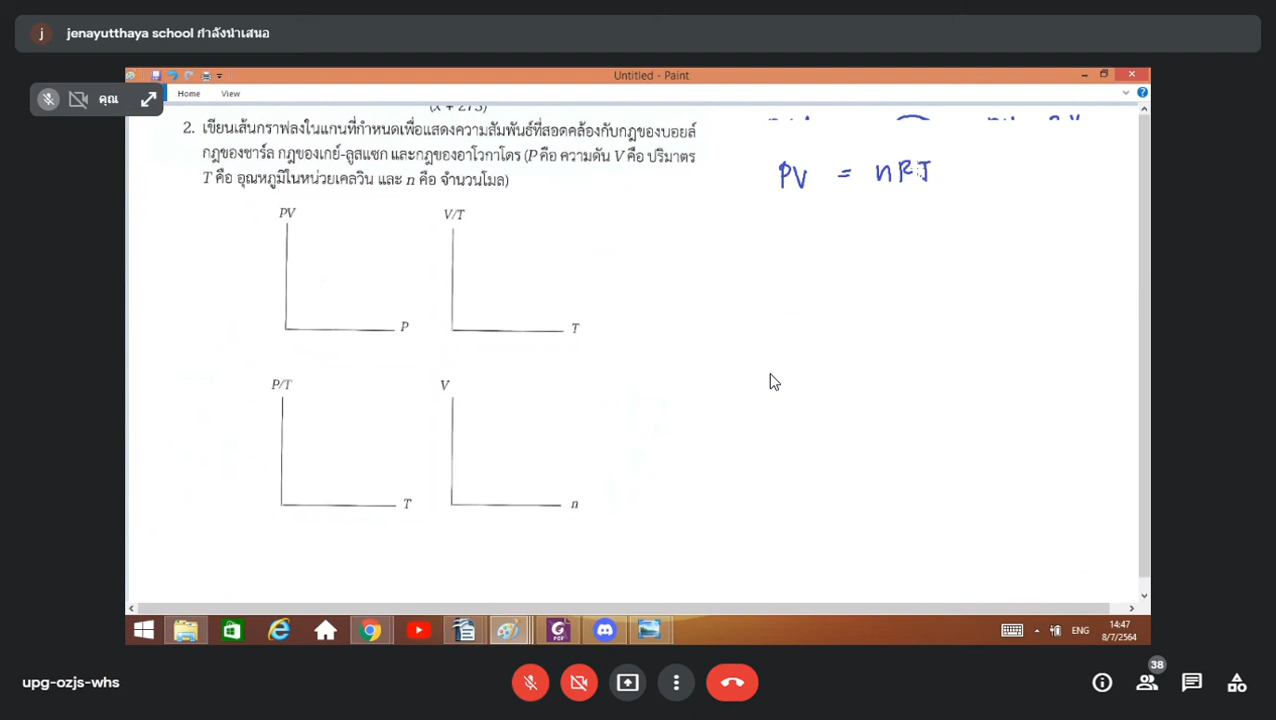 j jenayutthaya school กำลังนำเสนอ
Untitled - Paint
คุณ
Home View
(x + 273)
2. เขียนเส้นกราฟลงในแกนที่กำหนดเพื่อแสดงความสัมพันธ์ที่สอดคล้องกับกฎของบอยล์
กฎของชาร์ล กฎของเกย์-ลูสแซก และกฎของอาโวกาโดร (P คือ ความดัน V คือ ปริมาตร
T คือ อุณหภูมิในหน่วยเคลวิน และ n คือ จำนวนโมล)
PV = nRT
PV
V/T
P
T
P/T
V
T
n
PDF
ENG
14:47
8/7/2564
upg-ozjs-whs
38